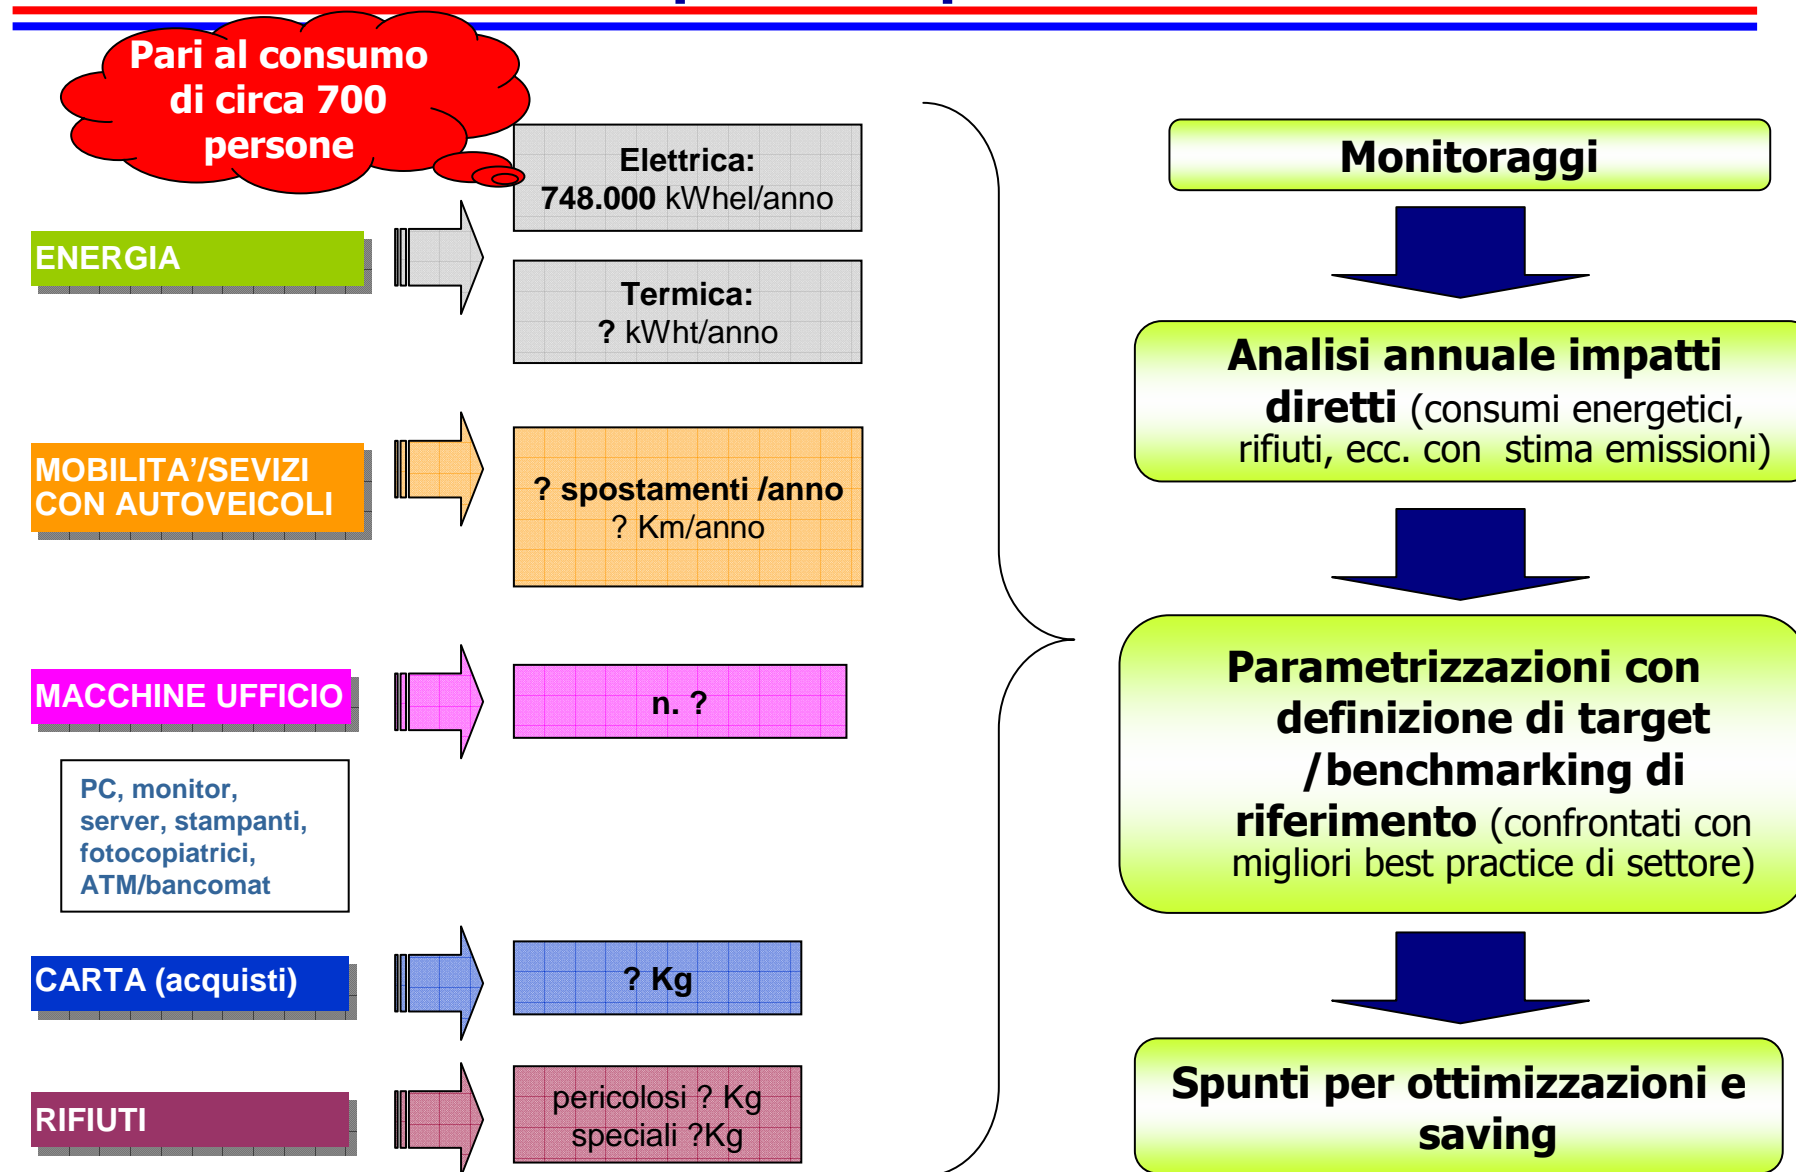 Pari al consumo
di circa 700
persone
Elettrica:
748.000 kWhel/anno
ENERGIA
Termica:
? kWht/anno
MOBILITA’/SEVIZI
CON AUTOVEICOLI
? spostamenti /anno
? Km/anno
MACCHINE UFFICIO
n. ?
PC, monitor,
server, stampanti,
fotocopiatrici,
ATM/bancomat
CARTA (acquisti)
? Kg
RIFIUTI
pericolosi ? Kg
speciali ?Kg
Monitoraggi
Analisi annuale impatti
diretti (consumi energetici,
rifiuti, ecc. con stima emissioni)
Parametrizzazioni con
definizione di target
/benchmarking di
riferimento (confrontati con
migliori best practice di settore)
Spunti per ottimizzazioni e
saving